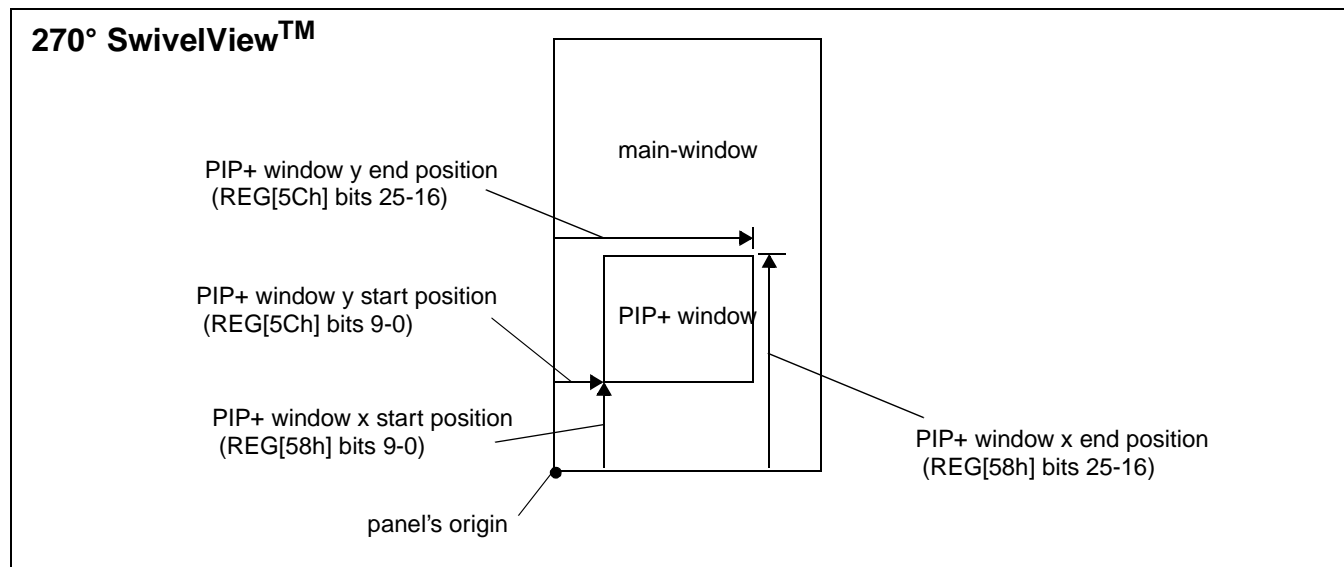 270° SwivelView™
main-window
PIP+ window y end position
(REG[5Ch] bits 25-16)
PIP+ window y start position
(REG[5Ch] bits 9-0)
PIP+ window
PIP+ window x start position
(REG[58h] bits 9-0)
PIP+ window x end position
(REG[58h] bits 25-16)
panel's origin